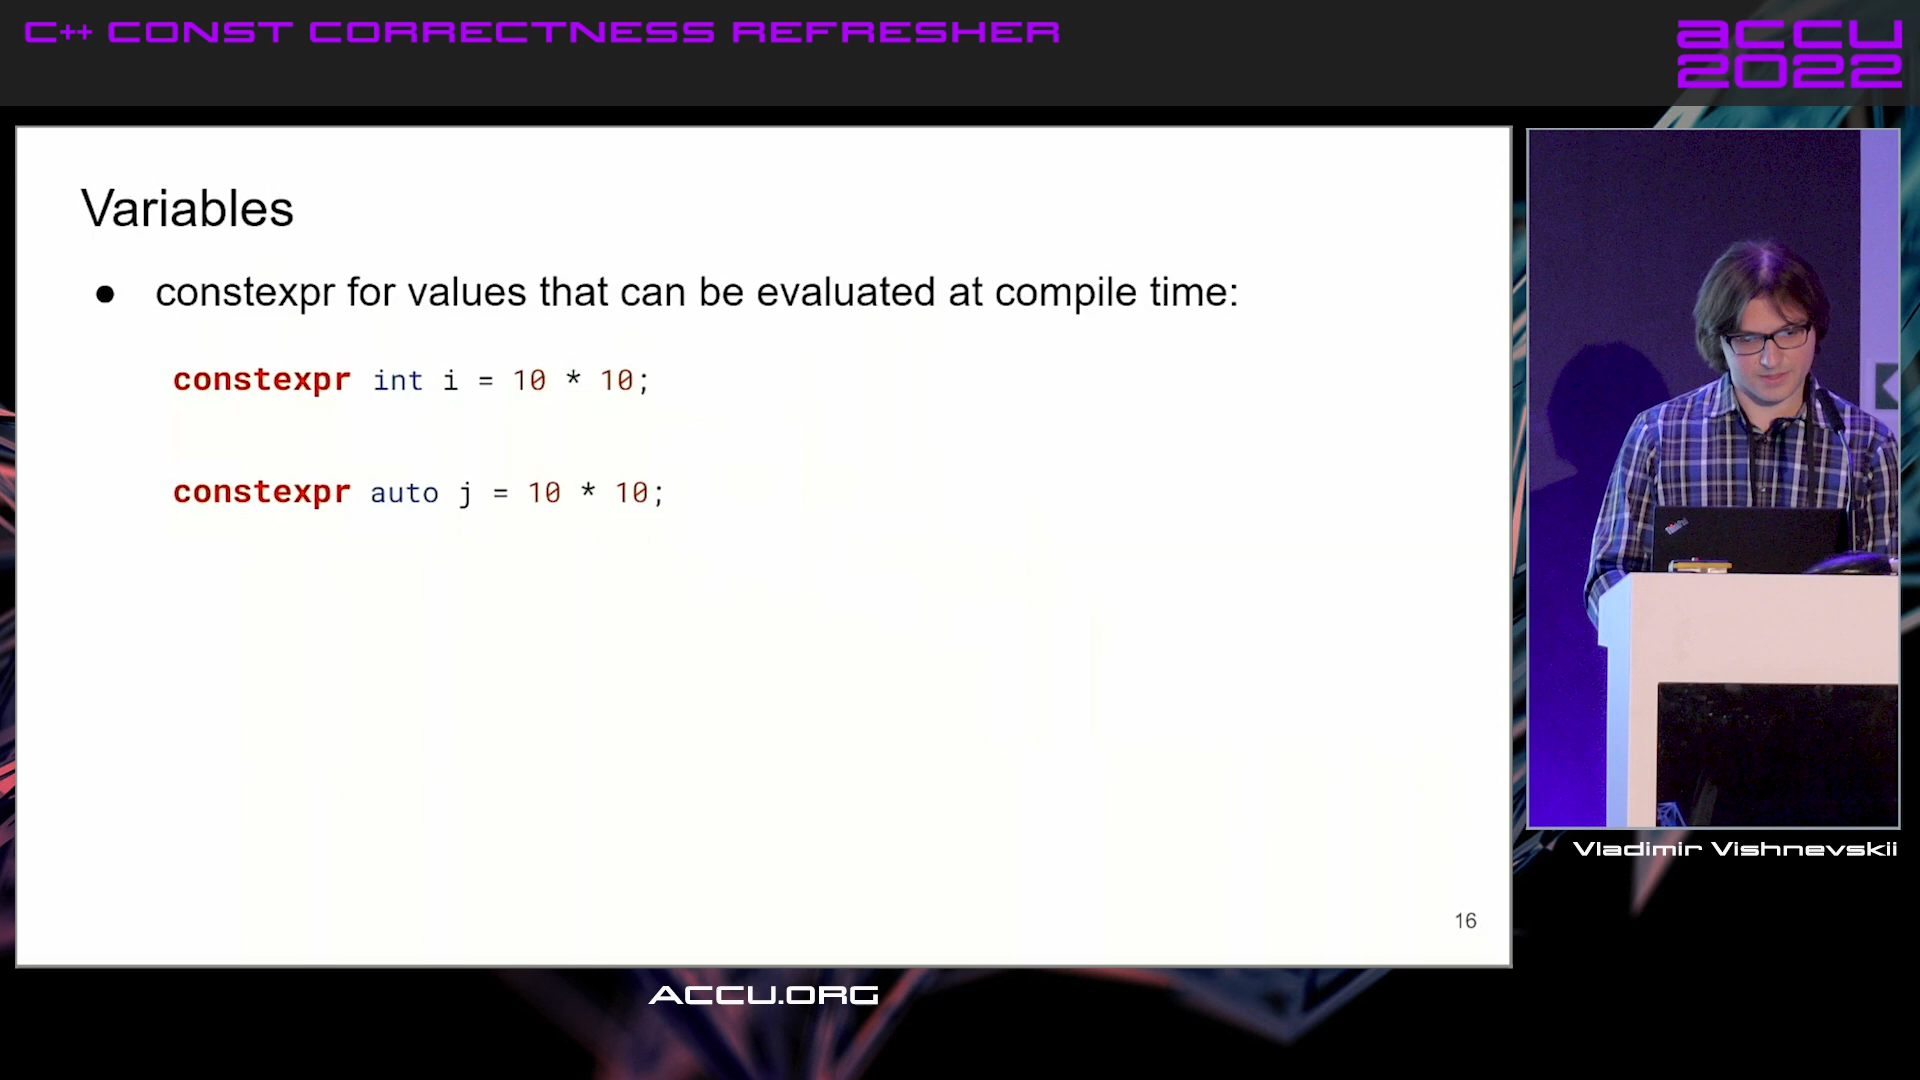 C++ CONST CORRECTNESS REFRESHER
accu
2022
Variables
● constexpr for values that can be evaluated at compile time:
constexpr int i = 10 * 10;
constexpr auto j = 10 * 10;
16
ThinkPad
Vladimir Vishnevskii
ACCU.ORG